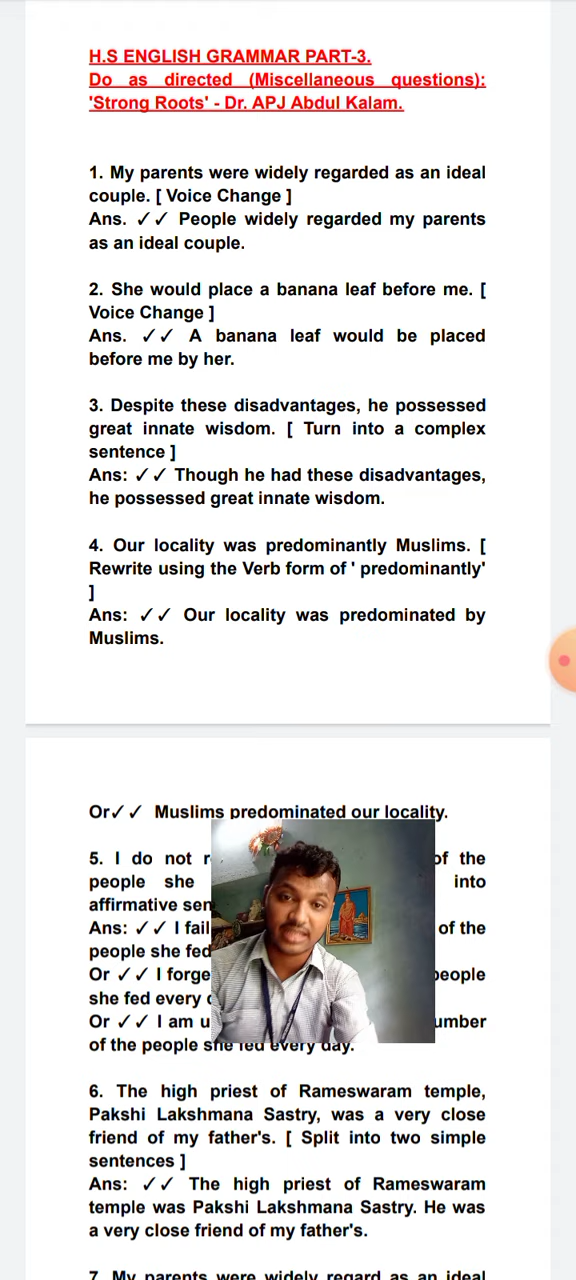 H.S ENGLISH GRAMMAR PART-3.
Do as directed (Miscellaneous questions):
'Strong Roots' - Dr. APJ Abdul Kalam.
1. My parents were widely regarded as an ideal
couple. [ Voice Change ]
Ans. ✓✓ People widely regarded my parents
as an ideal couple.
2. She would place a banana leaf before me. [
Voice Change ]
Ans. ✓✓ A banana leaf would be placed
before me by her.
3. Despite these disadvantages, he possessed
great innate wisdom. [ Turn into a complex
sentence ]
Ans: ✓✓ Though he had these disadvantages,
he possessed great innate wisdom.
4. Our locality was predominantly Muslims. [
Rewrite using the Verb form of ' predominantly'
]
Ans: ✓✓ Our locality was predominated by
Muslims.
Or✓✓ Muslims predominated our locality.
5. I do not of the
people she into
affirmative
Ans: ✓✓ I of the
people she fed
Or ✓✓ I people
she fed every
Or ✓✓ I am
of the people she fed every day.
6. The high priest of Rameswaram temple,
Pakshi Lakshmana Sastry, was a very close
friend of my father's. [ Split into two simple
sentences ]
Ans: ✓✓ The high priest of Rameswaram
temple was Pakshi Lakshmana Sastry. He was
a very close friend of my father's.
7. My parents were widely regard as an ideal